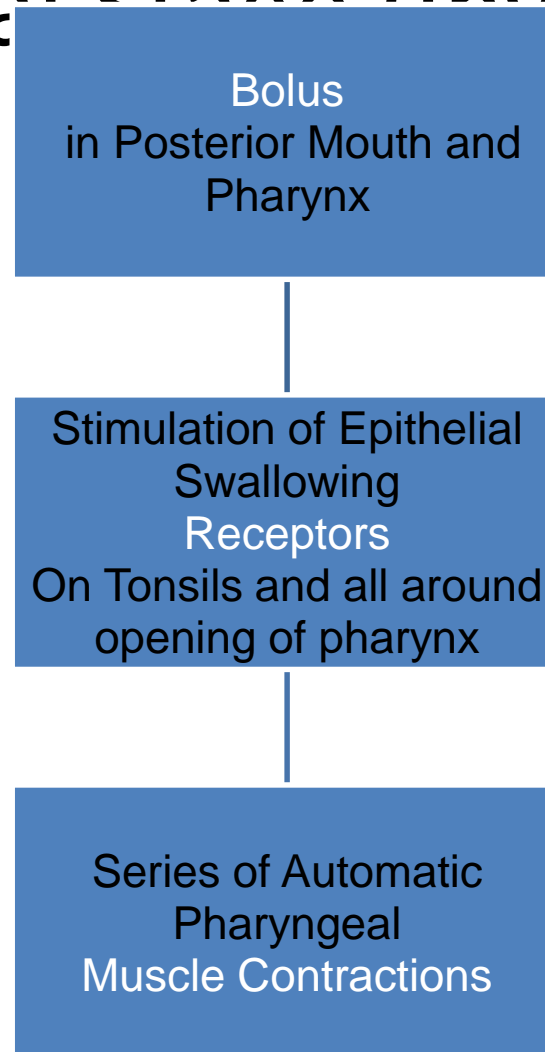 Bolus
in Posterior Mouth and
Pharynx
Stimulation of Epithelial
Swallowing
Receptors
On Tonsils and all around
opening of pharynx
Series of Automatic
Pharyngeal
Muscle Contractions